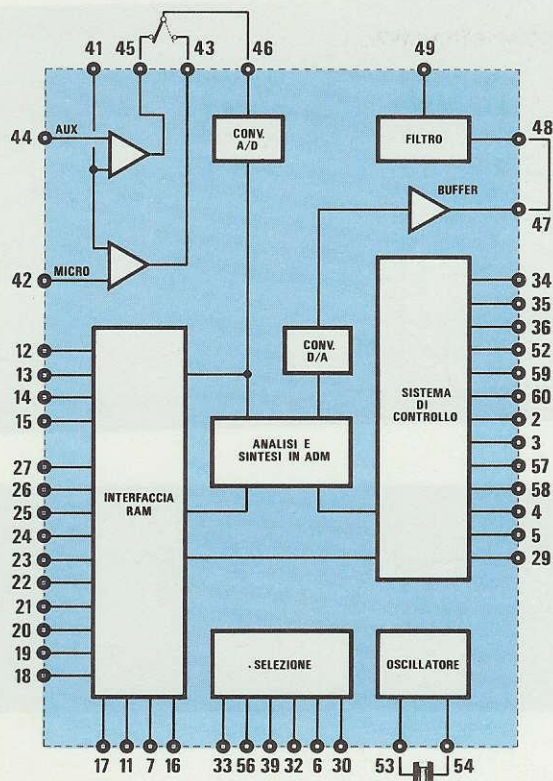 41 45 43 46 49
44 AUX
CONV. A/D
FILTRO
48
BUFFER
47
42 MICRO
34
35
36
52
59
60
2
3
57
58
4
5
29
12
13
14
15
27
26
25
24
23
22
21
20
19
18
INTERFACCIA
RAM
CONV.
D/A
ANALISI E
SINTESI IN ADM
SISTEMA
DI
CONTROLLO
SELEZIONE
OSCILLATORE
17 11 7 16 33 56 39 32 6 30 53 54